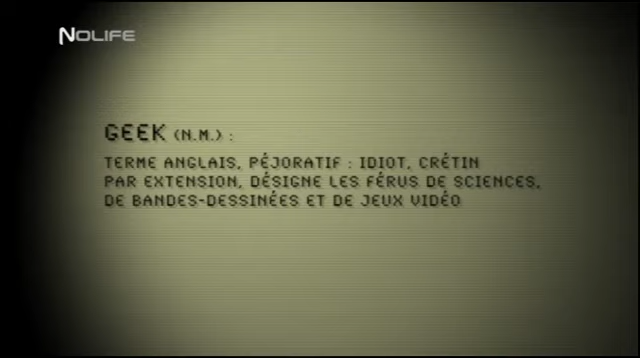 NOLIFE
GEEK (N.M.) :
TERME ANGLAIS, PÉJORATIF : IDIOT, CRÉTIN
PAR EXTENSION, DÉSIGNE LES FÉRUS DE SCIENCES,
DE BANDES-DESSINÉES ET DE JEUX VIDÉO